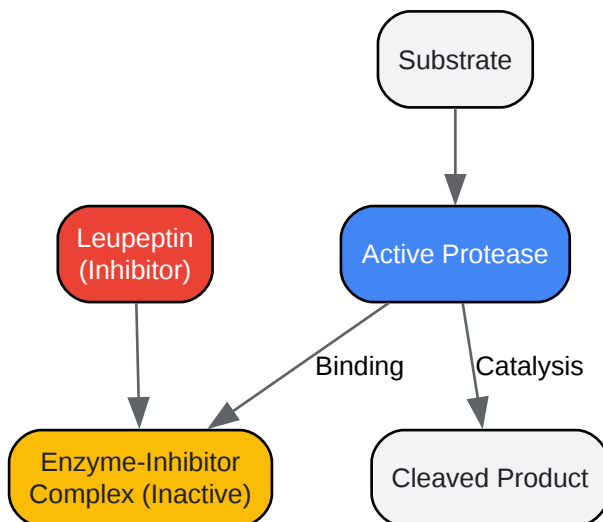 Substrate
Leupeptin
(Inhibitor)
Active Protease
Binding
Catalysis
Enzyme-Inhibitor
Complex (Inactive)
Cleaved Product